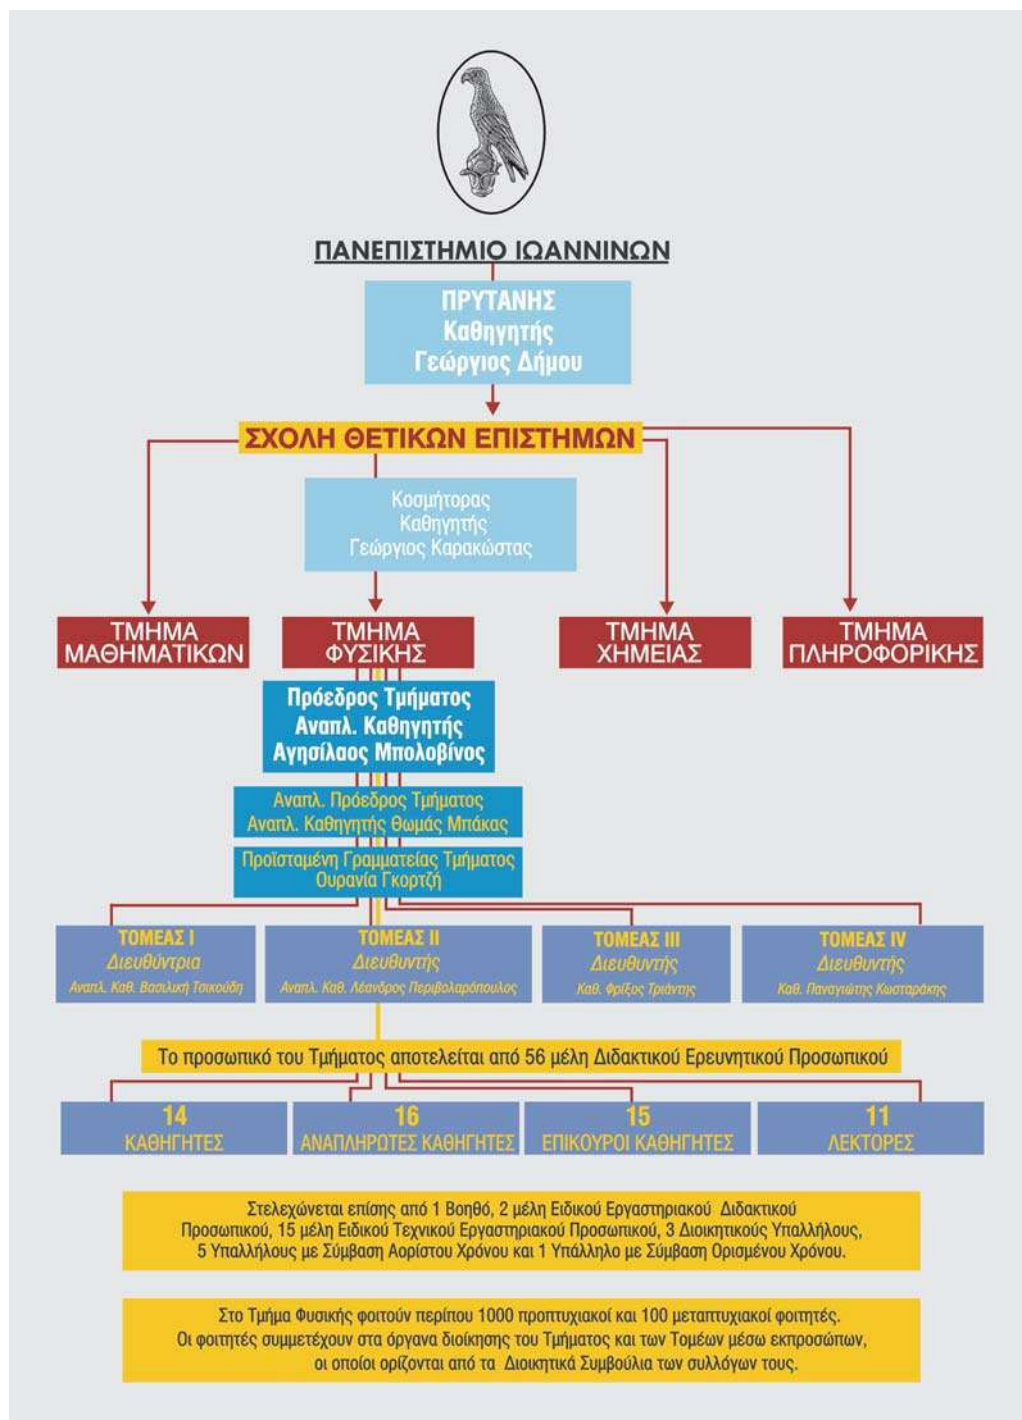 ΠΑΝΕΠΙΣΤΗΜΙΟ ΙΩΑΝΝΙΝΩΝ
ΠΡΥΤΑΝΗΣ
Καθηγητής
Γεώργιος Δήμου
ΣΧΟΛΗ ΘΕΤΙΚΩΝ ΕΠΙΣΤΗΜΩΝ
Κοσμήτορας
Καθηγητής
Γεώργιος Καρακώστας
ΤΜΗΜΑ
ΜΑΘΗΜΑΤΙΚΩΝ
ΤΜΗΜΑ
ΦΥΣΙΚΗΣ
ΤΜΗΜΑ
ΧΗΜΕΙΑΣ
ΤΜΗΜΑ
ΠΛΗΡΟΦΟΡΙΚΗΣ
Πρόεδρος Τμήματος
Αναπλ. Καθηγητής
Αγησίλαος Μπολοβίνος
Αναπλ. Πρόεδρος Τμήματος
Αναπλ. Καθηγητής Θωμάς Μπάκας
Προϊσταμένη Γραμματείας Τμήματος
Ουρανία Γκορτζή
ΤΟΜΕΑΣ Ι
Διευθύντρια
Αναπλ. Καθ. Βασιλική Τσικούδη
ΤΟΜΕΑΣ ΙΙ
Διευθυντής
Αναπλ. Καθ. Λέανδρος Περιβολαρόπουλος
ΤΟΜΕΑΣ ΙΙΙ
Διευθυντής
Καθ. Φρίξος Τριάντης
ΤΟΜΕΑΣ IV
Διευθυντής
Καθ. Παναγιώτης Κωσταράκης
Το προσωπικό του Τμήματος αποτελείται από 56 μέλη Διδακτικού Ερευνητικού Προσωπικού
14
ΚΑΘΗΓΗΤΕΣ
16
ΑΝΑΠΛΗΡΩΤΕΣ ΚΑΘΗΓΗΤΕΣ
15
ΕΠΙΚΟΥΡΟΙ ΚΑΘΗΓΗΤΕΣ
11
ΛΕΚΤΟΡΕΣ
Στελεχώνεται επίσης από 1 Βοηθό, 2 μέλη Ειδικού Εργαστηριακού Διδακτικού
Προσωπικού, 15 μέλη Ειδικού Τεχνικού Εργαστηριακού Προσωπικού, 3 Διοικητικούς Υπαλλήλους,
5 Υπαλλήλους με Σύμβαση Αορίστου Χρόνου και 1 Υπάλληλο με Σύμβαση Ορισμένου Χρόνου.
Στο Τμήμα Φυσικής φοιτούν περίπου 1000 προπτυχιακοί και 100 μεταπτυχιακοί φοιτητές.
Οι φοιτητές συμμετέχουν στα όργανα διοίκησης του Τμήματος και των Τομέων μέσω εκπροσώπων,
οι οποίοι ορίζονται από τα Διοικητικά Συμβούλια των συλλόγων τους.